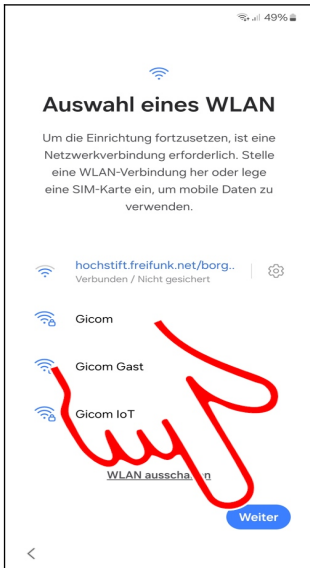 49%
Auswahl eines WLAN
Um die Einrichtung fortzusetzen, ist eine
Netzwerkverbindung erforderlich. Stelle
eine WLAN-Verbindung her oder lege
eine SIM-Karte ein, um mobile Daten zu
verwenden.
hochstift.freifunk.net/borg..
Verbunden / Nicht gesichert
Gicom
Gicom Gast
Gicom IoT
WLAN
Weiter